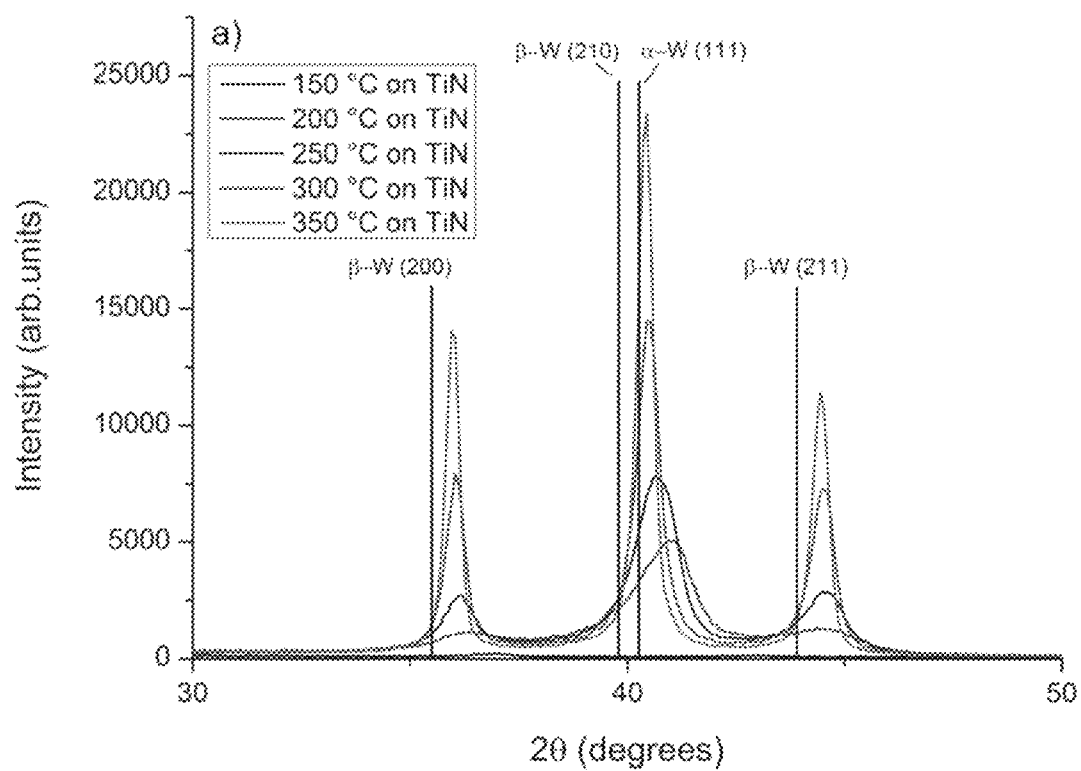 a)
β--W (210)
α--W (111)
25000
150 °C on TiN
200 °C on TiN
250 °C on TiN
300 °C on TiN
350 °C on TiN
20000
β--W (200)
β--W (211)
15000
10000
5000
0
Intensity (arb.units)
30
40
50
2θ (degrees)